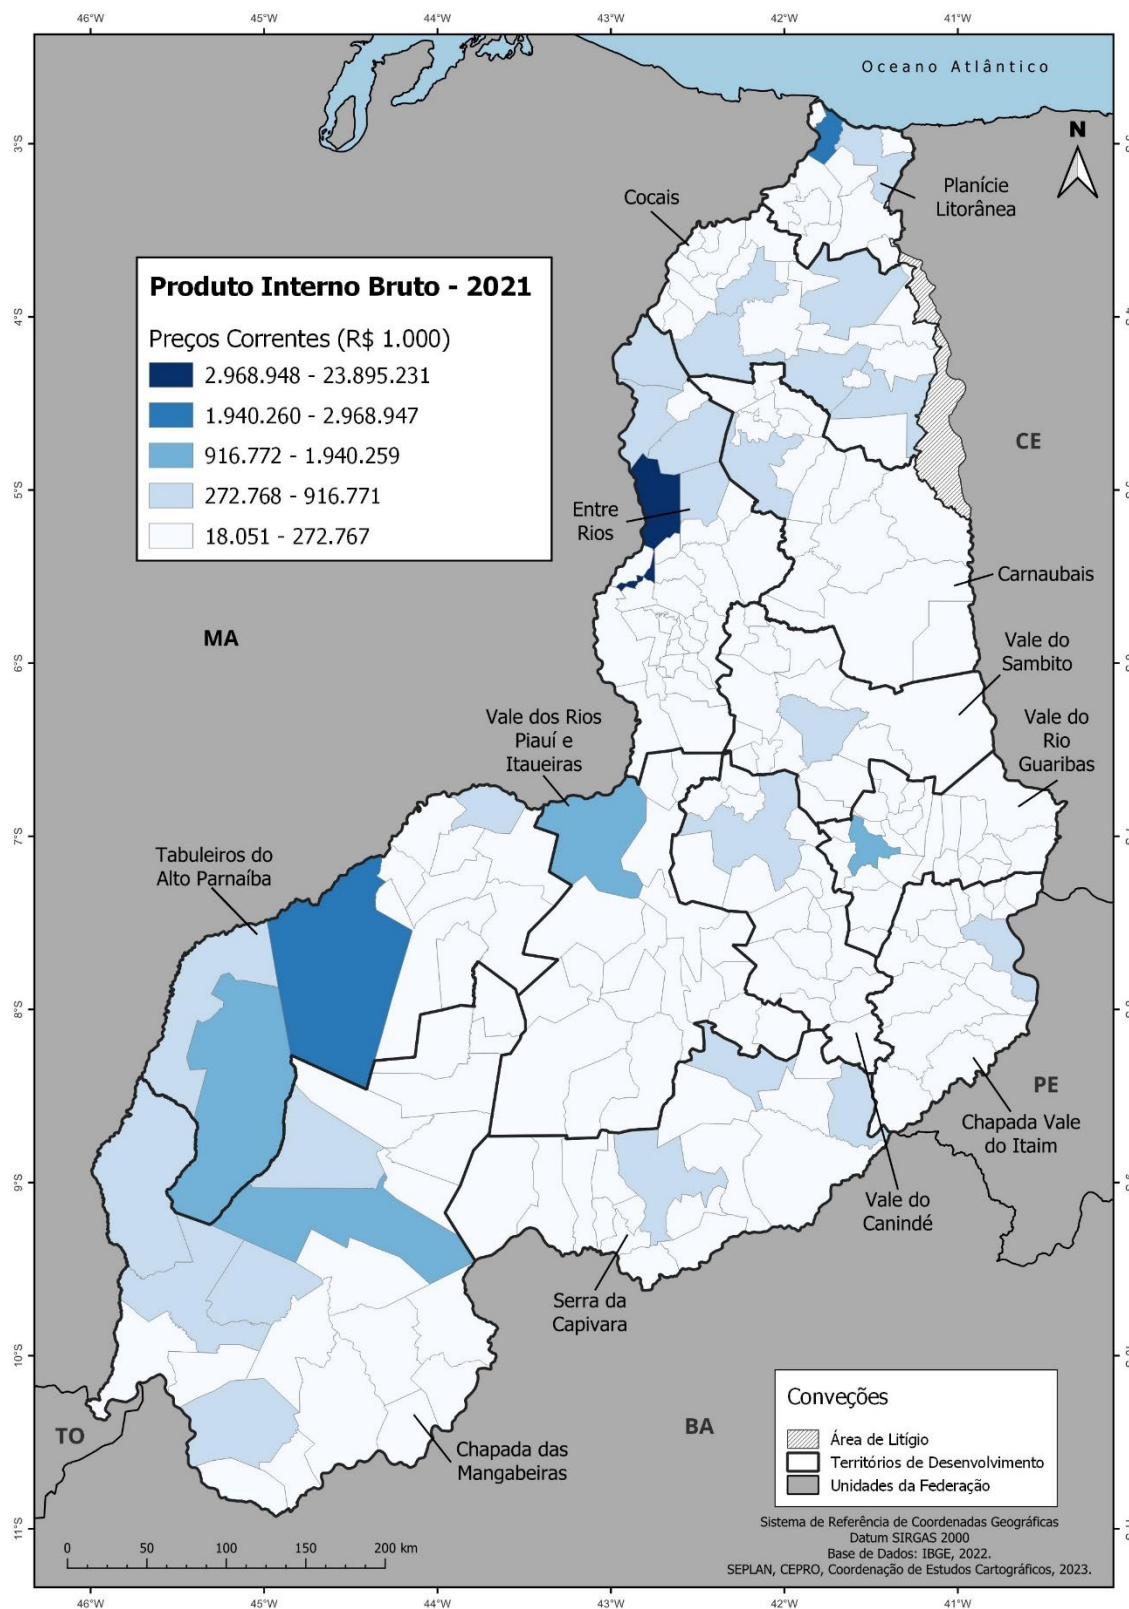 46°W 45°W 44°W 43°W 42°W 41°W
Oceano Atlântico
N
3°S
Planície
Litorânea
Cocais
Produto Interno Bruto - 2021
Preços Correntes (R$ 1.000)
2.968.948 - 23.895.231
1.940.260 - 2.968.947
916.772 - 1.940.259
272.768 - 916.771
18.051 - 272.767
4°S
CE
5°S
Entre
Rios
Carnaubais
MA
6°S
Vale do
Sambito
Vale dos Rios
Piauí e
Itaueiras
Vale do
Rio
Guaribas
7°S
Tabuleiros do
Alto Parnaíba
8°S
PE
Chapada Vale
do Itaim
9°S
Vale do
Canindé
Serra da
Capivara
10°S
TO
BA
Chapada das
Mangabeiras
Conveções
Área de Litígio
Territórios de Desenvolvimento
Unidades da Federação
11°S
Sistema de Referência de Coordenadas Geográficas
Datum SIRGAS 2000
Base de Dados: IBGE, 2022.
SEPLAN, CEPRO, Coordenação de Estudos Cartográficos, 2023.
0 50 100 150 200 km
46°W 45°W 44°W 43°W 42°W 41°W